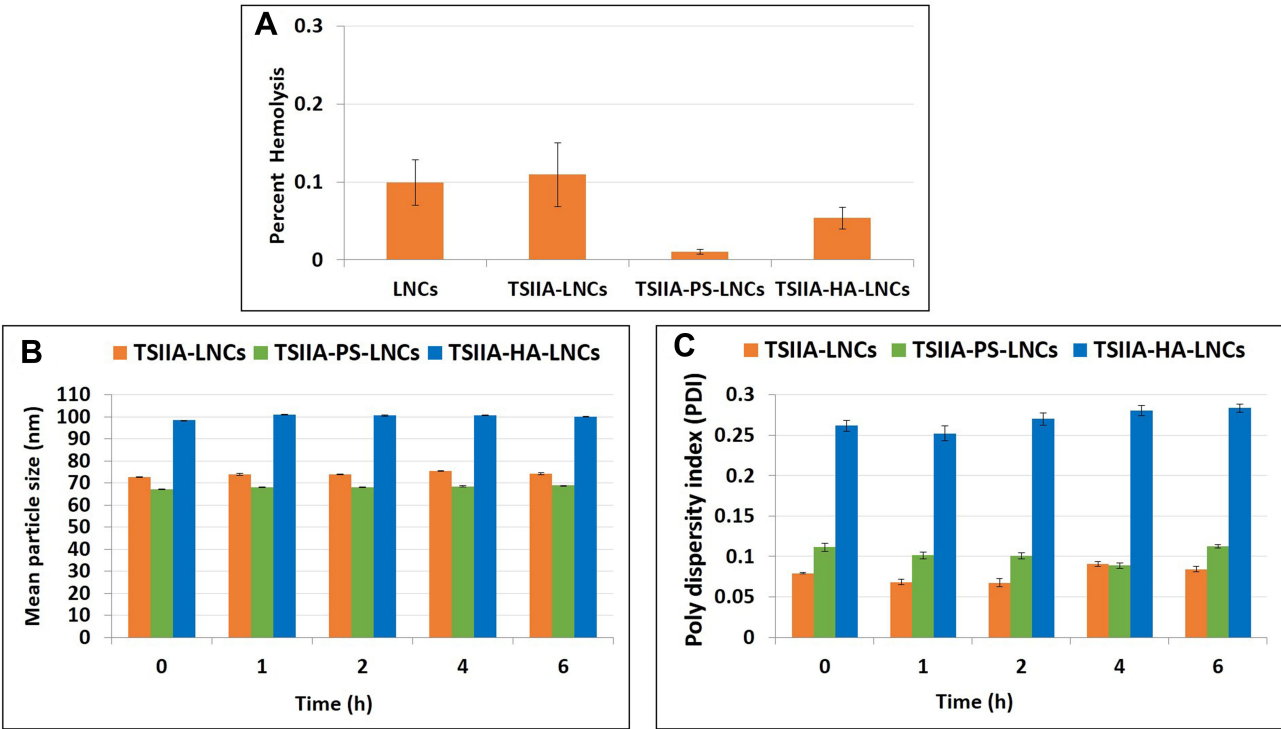 A
Percent Hemolysis
0.3
0.2
0.1
0
LNCs TSIIA-LNCs TSIIA-PS-LNCs TSIIA-HA-LNCs
B
TSIIA-LNCs TSIIA-PS-LNCs TSIIA-HA-LNCs
Mean particle size (nm)
110
100
90
80
70
60
50
40
30
20
10
0
0 1 2 4 6
Time (h)
C
TSIIA-LNCs TSIIA-PS-LNCs TSIIA-HA-LNCs
Poly dispersity index (PDI)
0.3
0.25
0.2
0.15
0.1
0.05
0
0 1 2 4 6
Time (h)